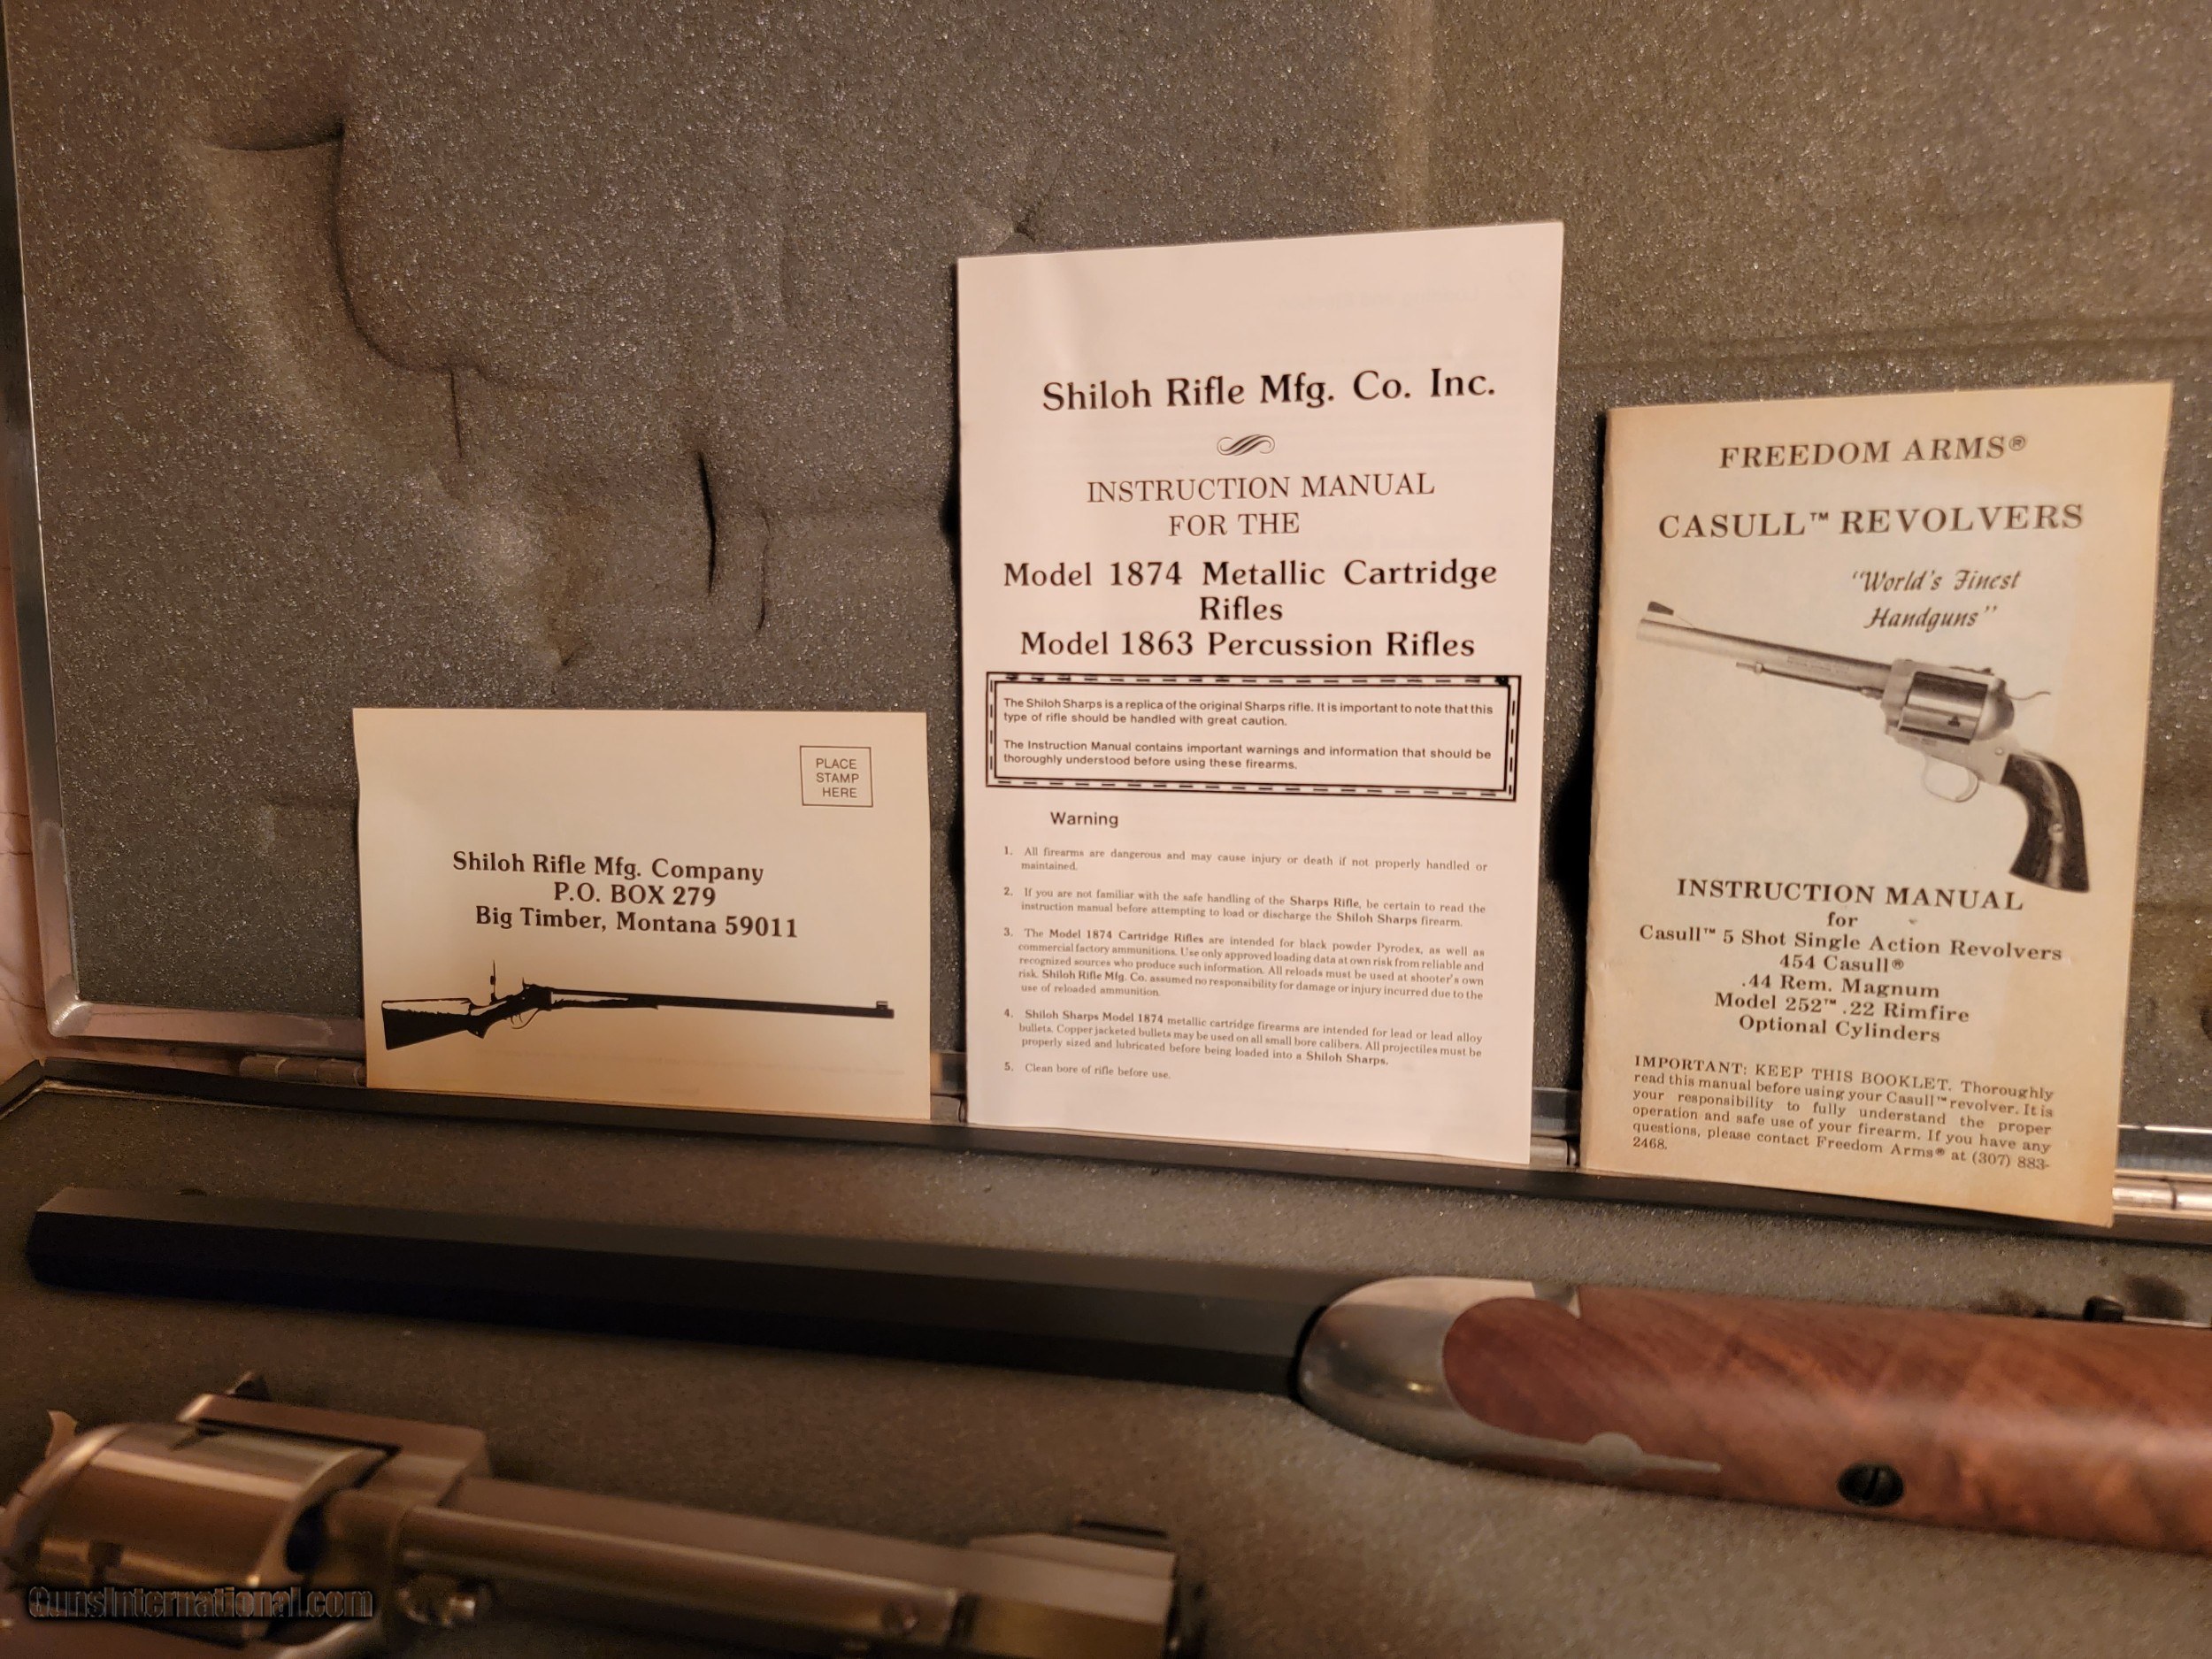 PLACE
STAMP
HERE
Shiloh Rifle Mfg. Company
P.O. BOX 279
Big Timber, Montana 59011
Shiloh Rifle Mfg. Co. Inc.
INSTRUCTION MANUAL
FOR THE
Model 1874 Metallic Cartridge
Rifles
Model 1863 Percussion Rifles
The Shiloh Sharps is a replica of the original Sharps rifle. It is important to note that this
type of rifle should be handled with great caution.
The Instruction Manual contains important warnings and information that should be
thoroughly understood before using these firearms.
Warning
1. All firearms are dangerous and may cause injury or death if not properly handled or
maintained.
2. If you are not familiar with the safe handling of the Sharps Rifle, be certain to read the
instruction manual before attempting to load or discharge the Shiloh Sharps firearm.
3. The Model 1874 Cartridge Rifles are intended for black powder Pyrodex, as well as
commercial factory ammunitions. Use only approved loading data at own risk from reliable and
recognized sources who produce such information. All reloads must be used at shooter's own
risk. Shiloh Rifle Mfg. Co. assumed no responsibility for damage or injury incurred due to the
use of reloaded ammunition.
4. Shiloh Sharps Model 1874 metallic cartridge firearms are intended for lead or lead alloy
bullets. Copper jacketed bullets may be used on all small bore calibers. All projectiles must be
properly sized and lubricated before being loaded into a Shiloh Sharps.
5. Clean bore of rifle before use.
FREEDOM ARMS®
CASULL™ REVOLVERS
"World's Finest
Handguns"
INSTRUCTION MANUAL
for
Casull™ 5 Shot Single Action Revolvers
454 Casull®
.44 Rem. Magnum
Model 252™ .22 Rimfire
Optional Cylinders
IMPORTANT: KEEP THIS BOOKLET. Thoroughly
read this manual before using your Casull™ revolver. It is
your responsibility to fully understand the proper
operation and safe use of your firearm. If you have any
questions, please contact Freedom Arms® at (307) 883-
2468.
GunsInternational.com